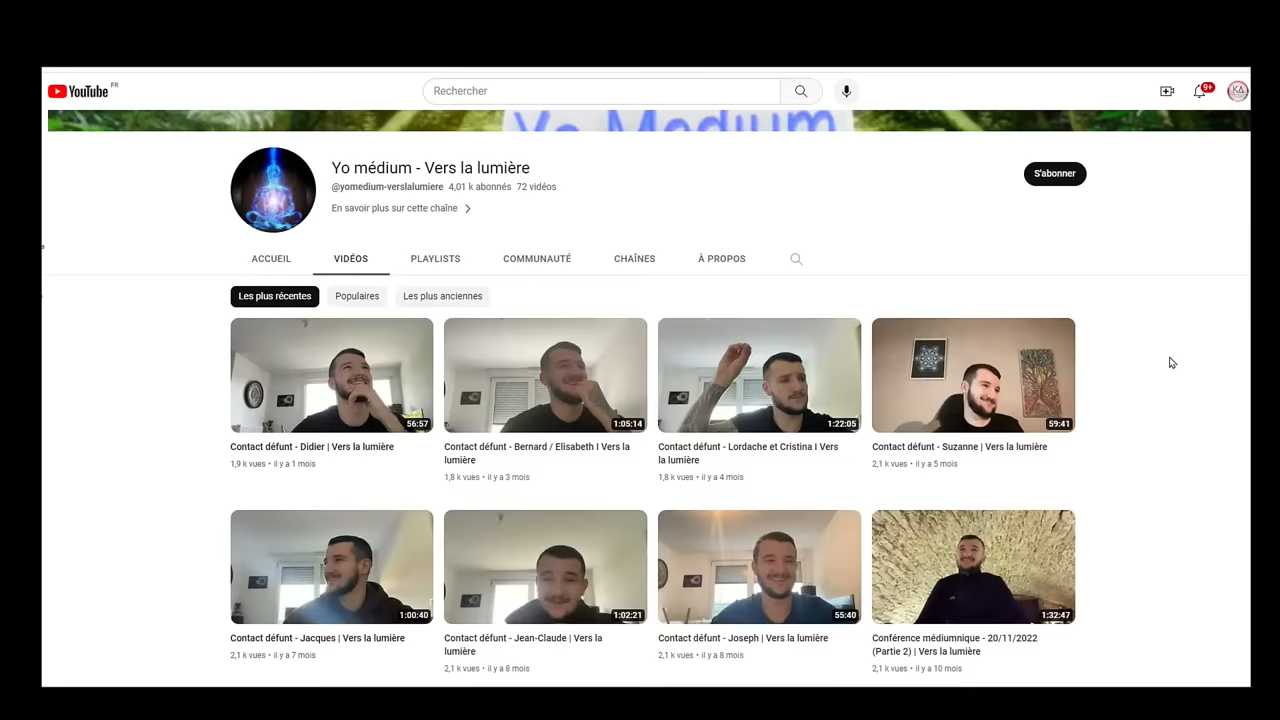 YouTube FR
Rechercher
9+
KA
Yo Medium
Yo médium - Vers la lumière
@yomedium-verslalumiere 4,01 k abonnés 72 vidéos
En savoir plus sur cette chaîne
S'abonner
ACCUEIL VIDÉOS PLAYLISTS COMMUNAUTÉ CHAÎNES À PROPOS
Les plus récentes Populaires Les plus anciennes
56:57
Contact défunt - Didier | Vers la lumière
1,9 k vues • il y a 1 mois
1:05:14
Contact défunt - Bernard / Elisabeth I Vers la
lumière
1,8 k vues • il y a 3 mois
1:22:05
Contact défunt - Lordache et Cristina I Vers
la lumière
1,8 k vues • il y a 4 mois
59:41
Contact défunt - Suzanne | Vers la lumière
2,1 k vues • il y a 5 mois
1:00:40
Contact défunt - Jacques | Vers la lumière
2,1 k vues • il y a 7 mois
1:02:21
Contact défunt - Jean-Claude | Vers la
lumière
2,1 k vues • il y a 8 mois
55:40
Contact défunt - Joseph | Vers la lumière
2,1 k vues • il y a 8 mois
1:32:47
Conférence médiumnique - 20/11/2022
(Partie 2) | Vers la lumière
2,1 k vues • il y a 10 mois